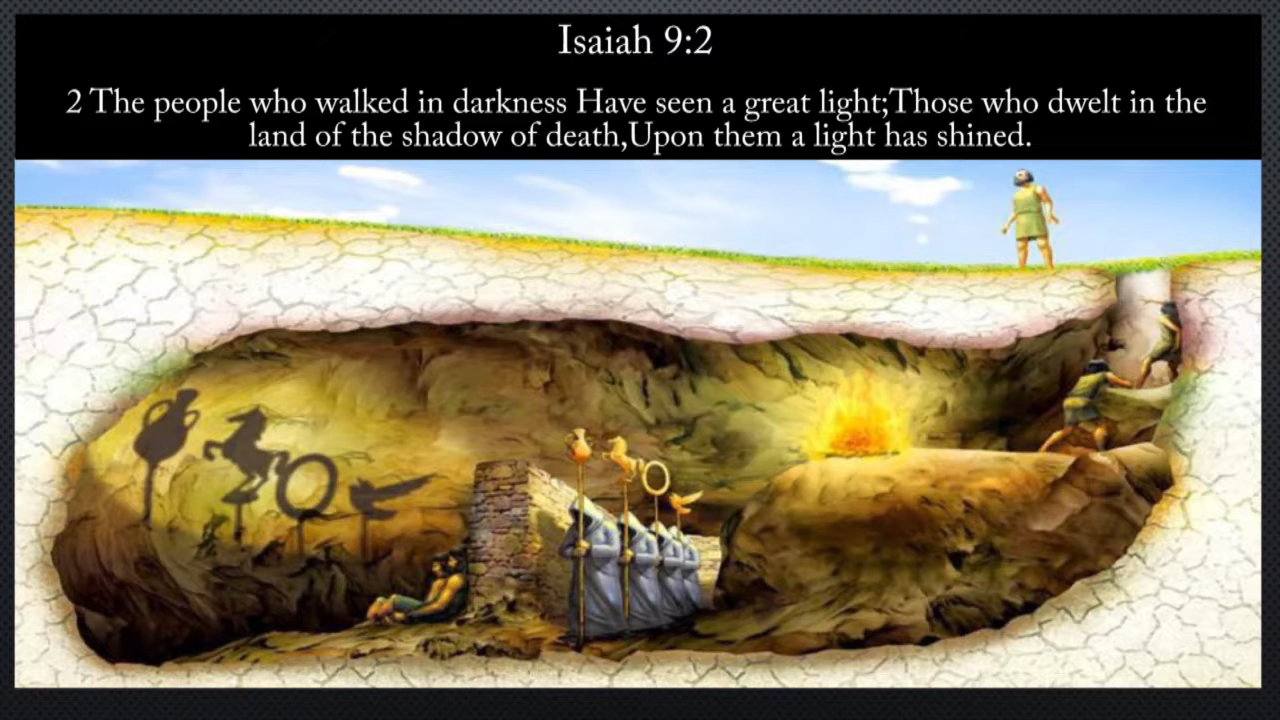 Isaiah 9:2
2 The people who walked in darkness Have seen a great light;Those who dwelt in the
land of the shadow of death,Upon them a light has shined.